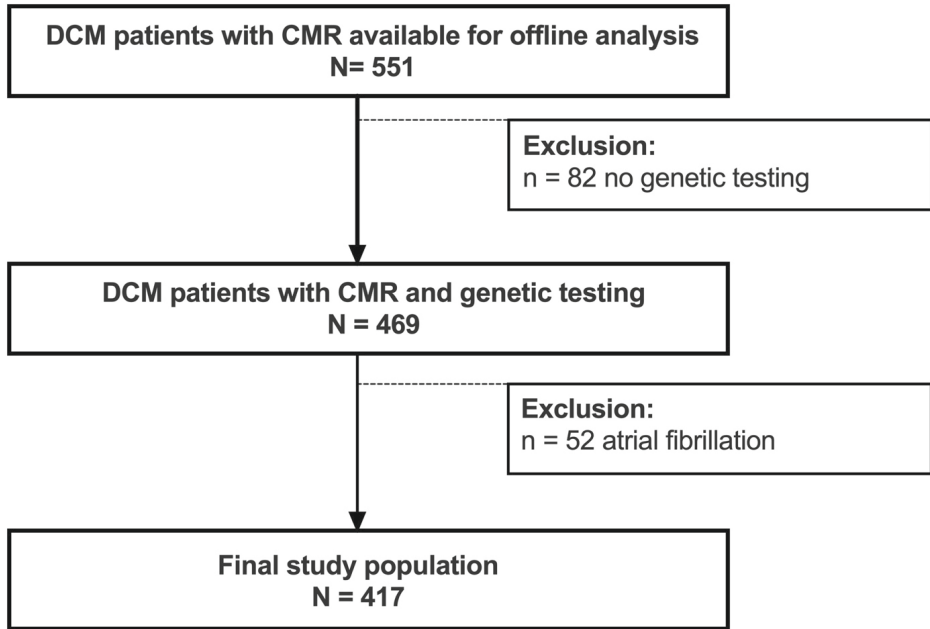 DCM patients with CMR available for offline analysis
N= 551
Exclusion:
n = 82 no genetic testing
DCM patients with CMR and genetic testing
N = 469
Exclusion:
n = 52 atrial fibrillation
Final study population
N = 417